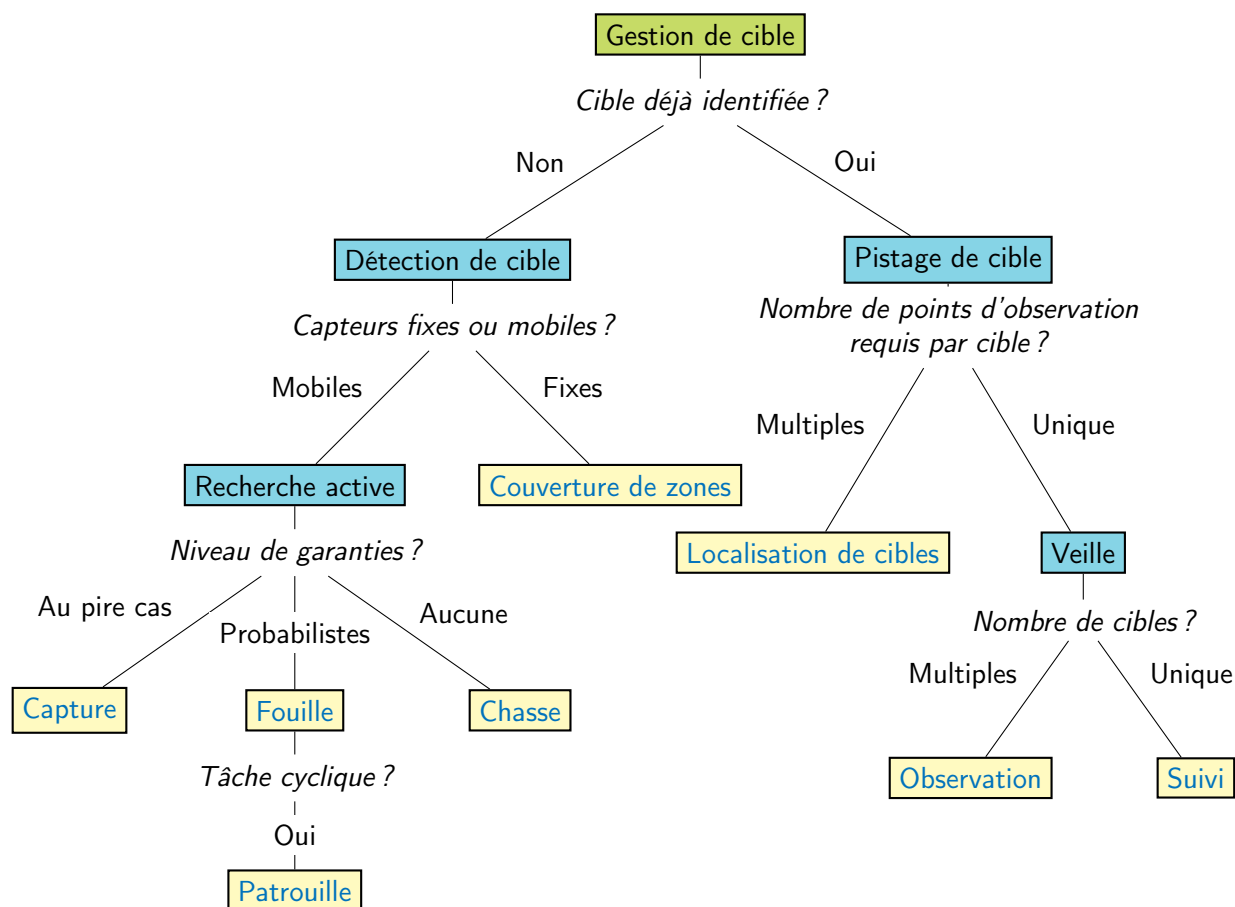 Gestion de cible
Cible déjà identifiée ?
Non
Oui
Détection de cible
Pistage de cible
Capteurs fixes ou mobiles ?
Nombre de points d'observation
requis par cible ?
Mobiles
Fixes
Multiples
Unique
Recherche active
Couverture de zones
Localisation de cibles
Veille
Niveau de garanties ?
Nombre de cibles ?
Au pire cas
Probabilistes
Aucune
Multiples
Unique
Capture
Fouille
Chasse
Observation
Suivi
Tâche cyclique ?
Oui
Patrouille